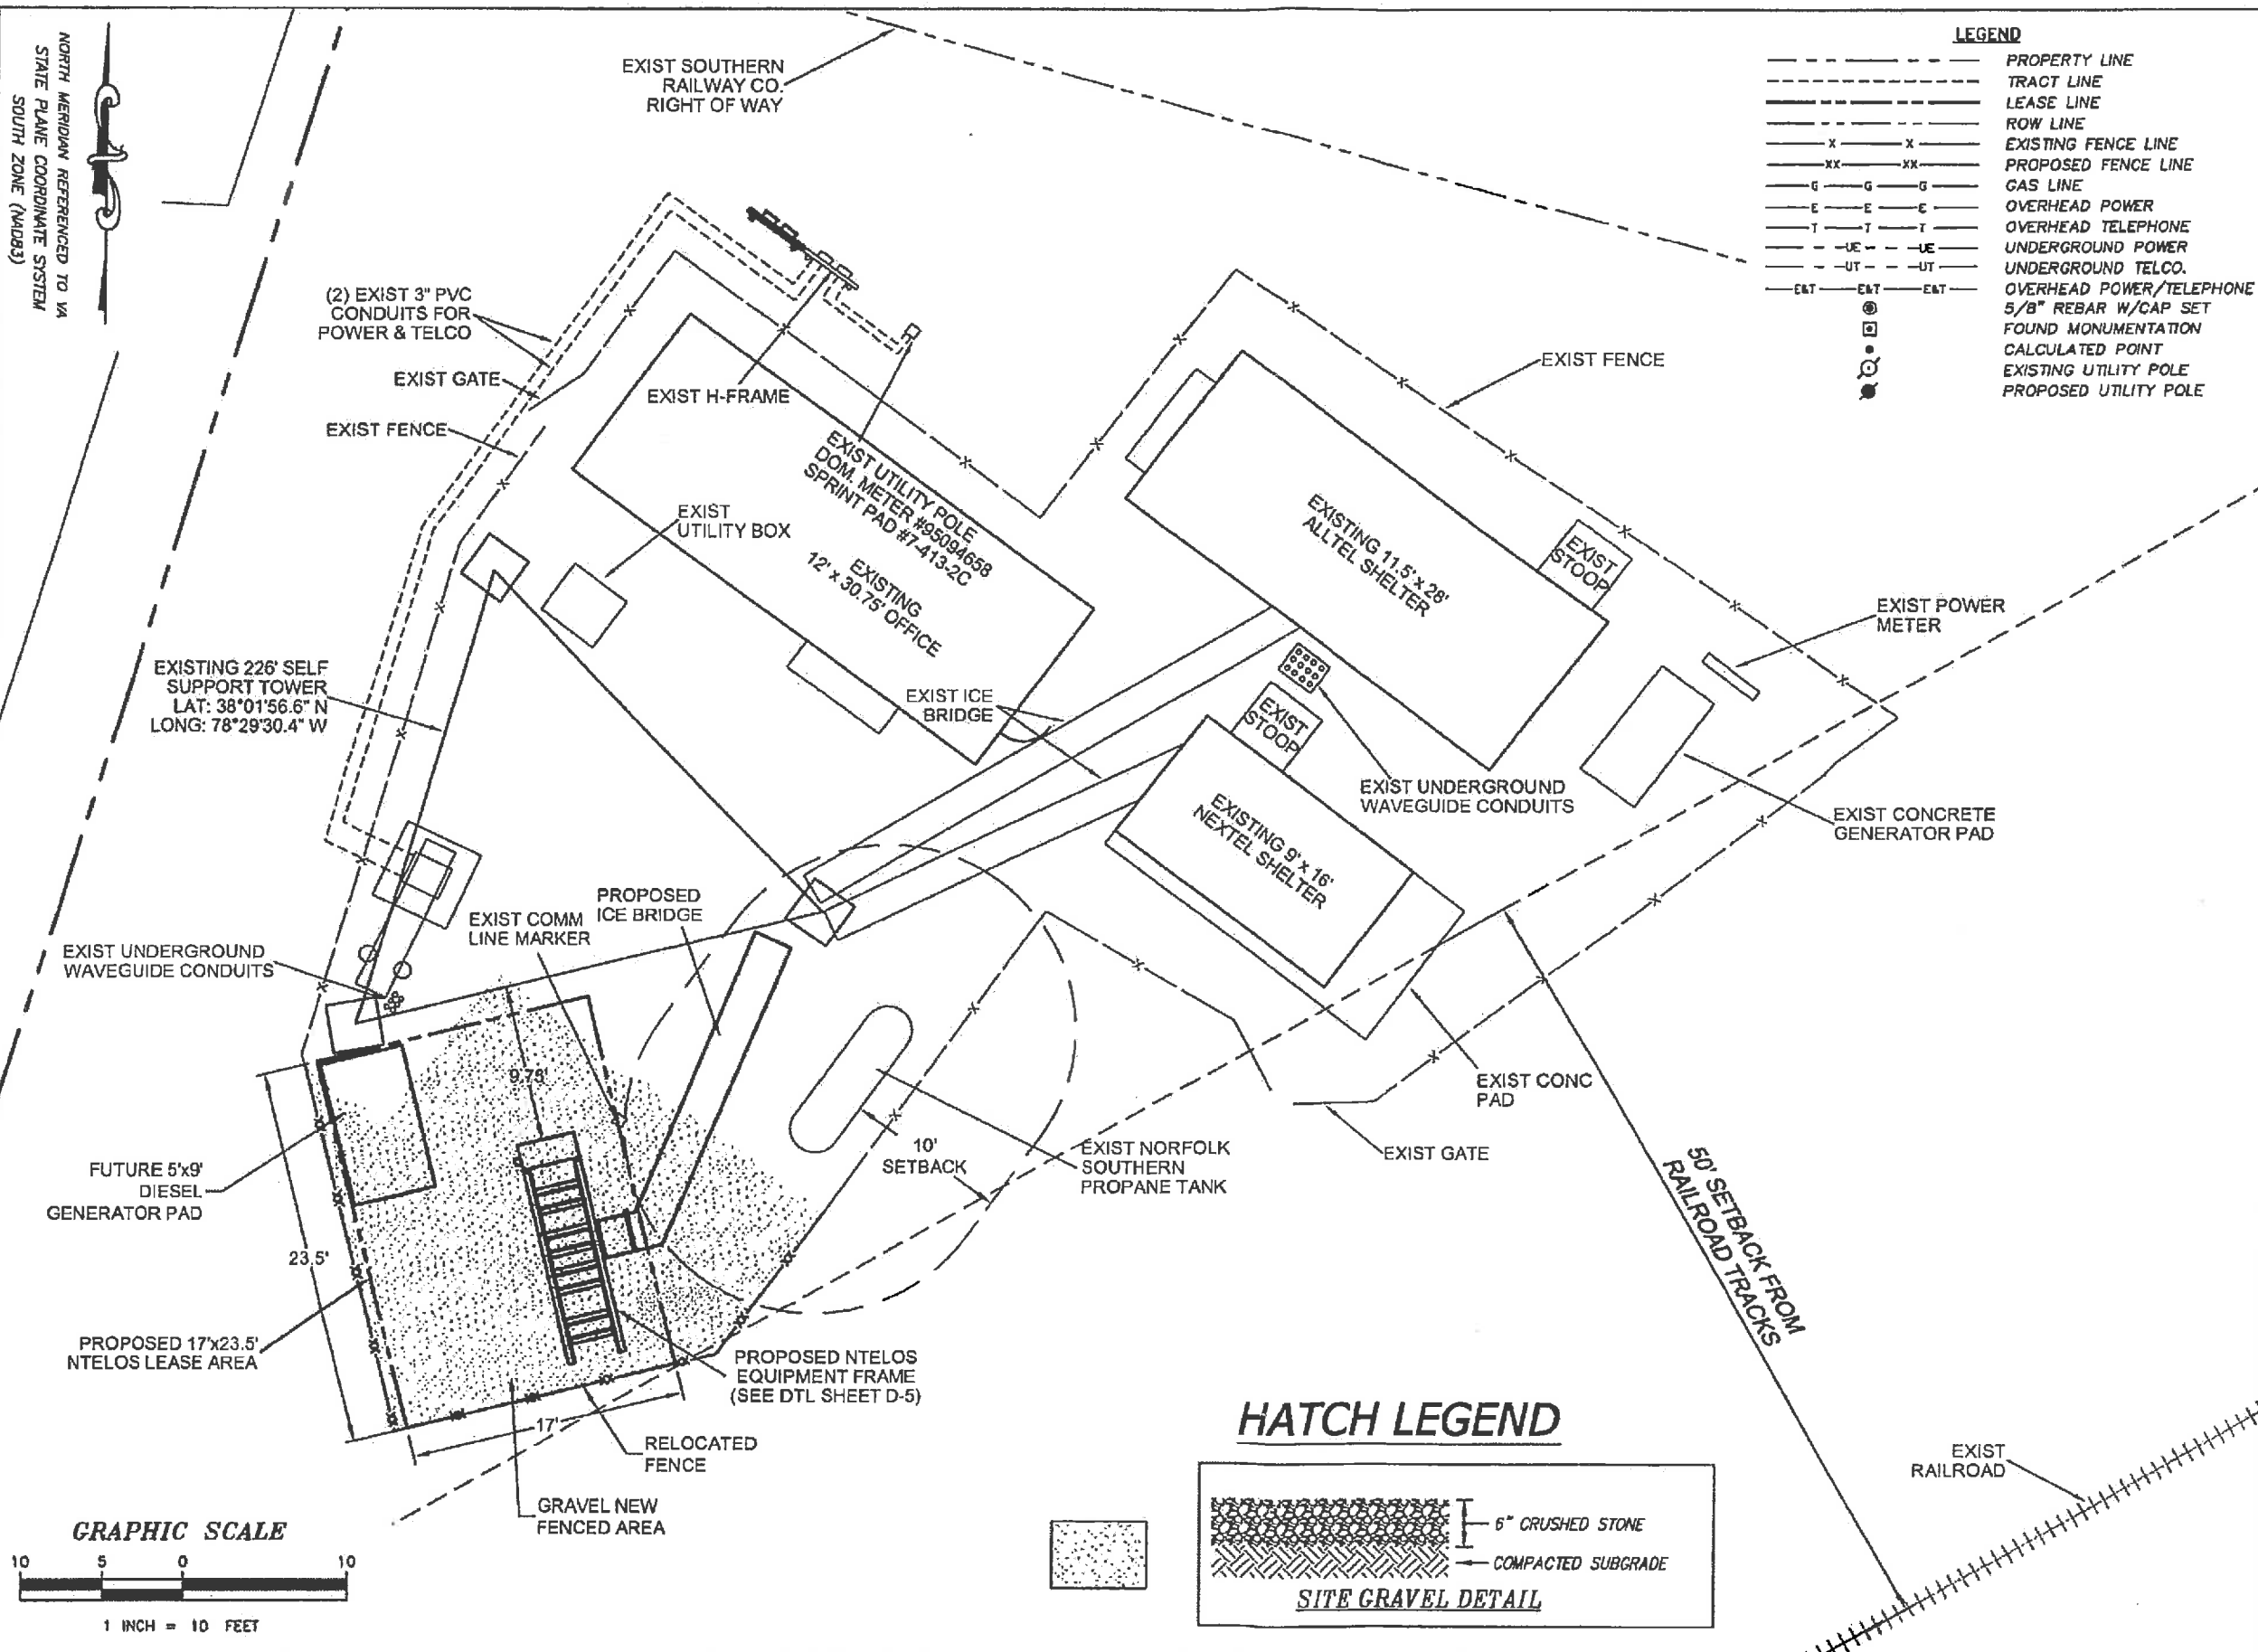 NORTH MERIDIAN REFERENCED TO VA
STATE PLANE COORDINATE SYSTEM
SOUTH ZONE (NAD83)
EXIST SOUTHERN
RAILWAY CO.
RIGHT OF WAY
LEGEND
PROPERTY LINE
TRACT LINE
LEASE LINE
ROW LINE
X X EXISTING FENCE LINE
XX XX PROPOSED FENCE LINE
G G G GAS LINE
E E E OVERHEAD POWER
T T T OVERHEAD TELEPHONE
UE UE UNDERGROUND POWER
UT UT UNDERGROUND TELCO.
E&T E&T E&T OVERHEAD POWER/TELEPHONE
5/8" REBAR W/CAP SET
FOUND MONUMENTATION
CALCULATED POINT
EXISTING UTILITY POLE
PROPOSED UTILITY POLE
(2) EXIST 3" PVC
CONDUITS FOR
POWER & TELCO
EXIST GATE
EXIST FENCE
EXIST H-FRAME
EXIST FENCE
EXIST UTILITY POLE
DOM. METER #95094658
SPRINT PAD #7-413-2C
EXISTING
12' x 30.75' OFFICE
EXIST
UTILITY BOX
EXISTING 11.5' x 28'
ALLTEL SHELTER
EXIST
STOOP
EXIST POWER
METER
EXISTING 226' SELF
SUPPORT TOWER
LAT: 38°01'56.6" N
LONG: 78°29'30.4" W
EXIST ICE
BRIDGE
EXIST
STOOP
EXIST UNDERGROUND
WAVEGUIDE CONDUITS
EXISTING 9' x 16'
NEXTEL SHELTER
EXIST CONCRETE
GENERATOR PAD
PROPOSED
ICE BRIDGE
EXIST COMM
LINE MARKER
EXIST UNDERGROUND
WAVEGUIDE CONDUITS
9.75'
EXIST CONC
PAD
EXIST GATE
10'
SETBACK
EXIST NORFOLK
SOUTHERN
PROPANE TANK
50' SETBACK FROM
RAILROAD TRACKS
FUTURE 5'x9'
DIESEL
GENERATOR PAD
23.5'
PROPOSED 17'x23.5'
NTELOS LEASE AREA
PROPOSED NTELOS
EQUIPMENT FRAME
(SEE DTL SHEET D-5)
17'
RELOCATED
FENCE
GRAVEL NEW
FENCED AREA
EXIST
RAILROAD
HATCH LEGEND
6" CRUSHED STONE
COMPACTED SUBGRADE
SITE GRAVEL DETAIL
GRAPHIC SCALE
10 5 0 10
1 INCH = 10 FEET